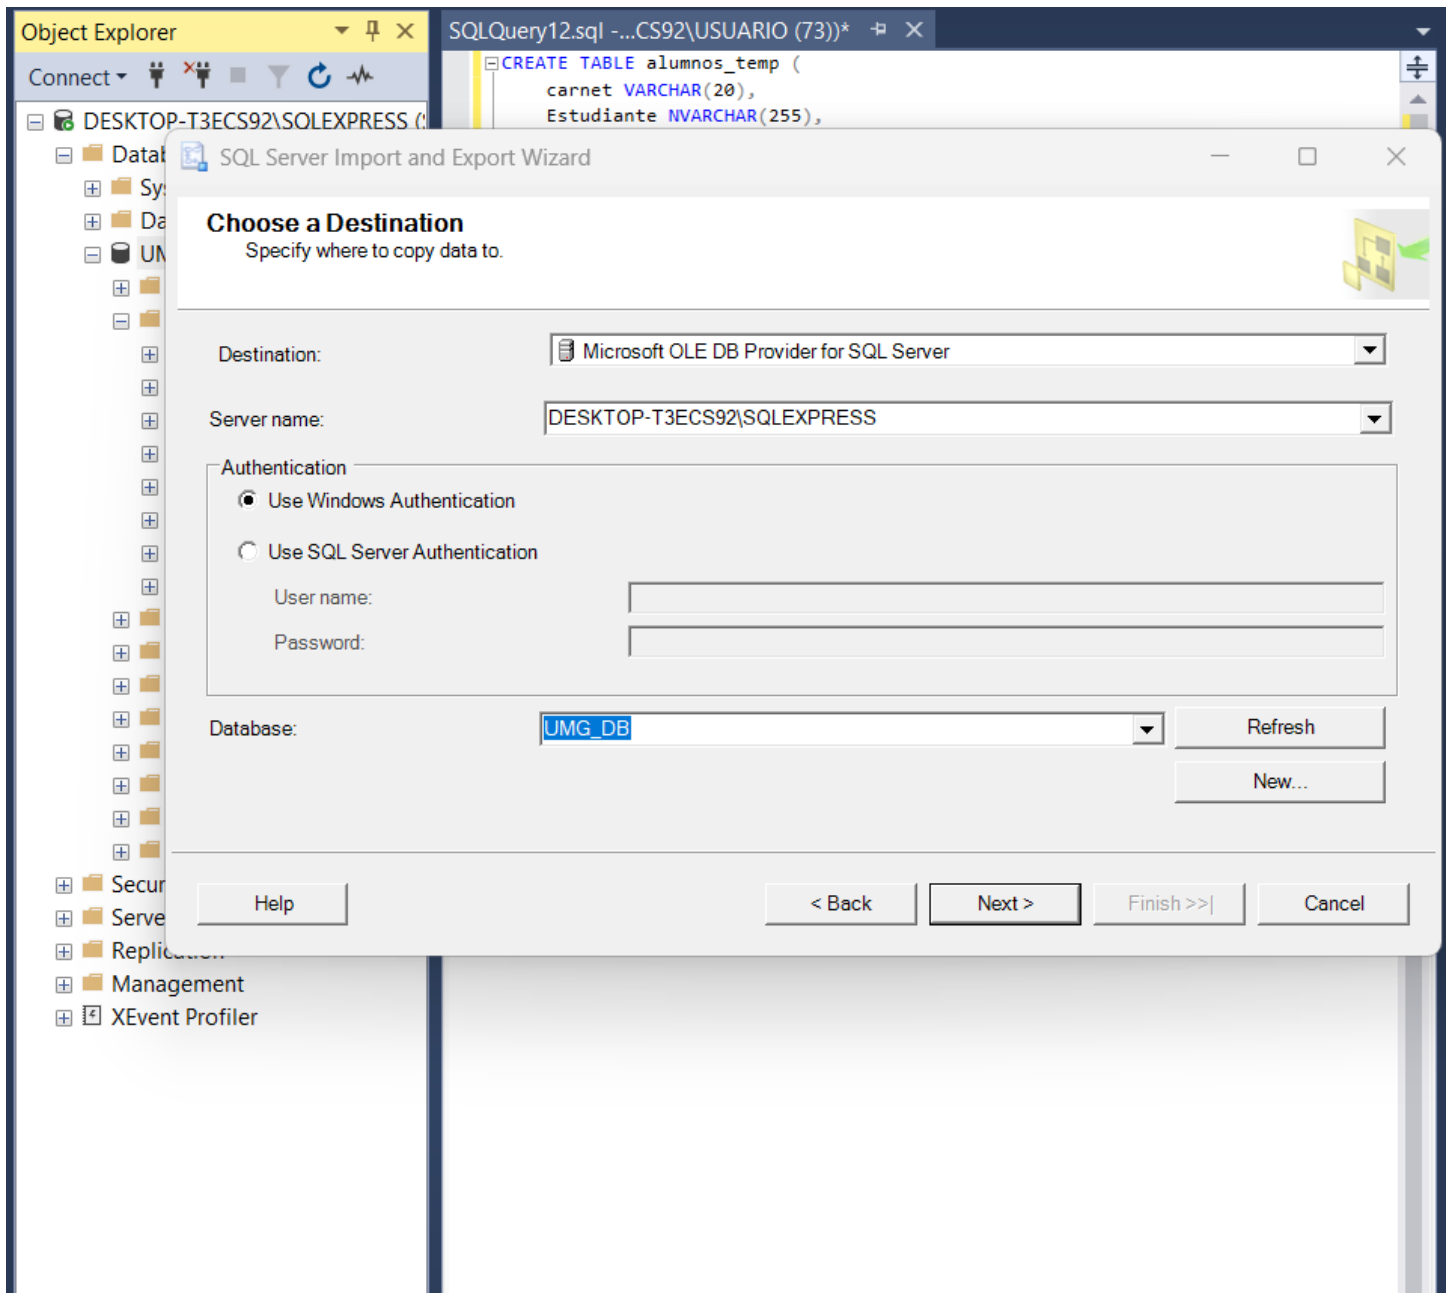 Object Explorer
SQLQuery12.sql -...CS92\USUARIO (73))*
Connect
CREATE TABLE alumnos_temp (
carnet VARCHAR(20),
Estudiante NVARCHAR(255),
DESKTOP-T3ECS92\SQLEXPRESS
SQL Server Import and Export Wizard
Choose a Destination
Specify where to copy data to.
Destination:
Microsoft OLE DB Provider for SQL Server
Server name:
DESKTOP-T3ECS92\SQLEXPRESS
Authentication
Use Windows Authentication
Use SQL Server Authentication
User name:
Password:
Database:
UMG_DB
Refresh
New...
Help
< Back
Next >
Finish >>|
Cancel
Secur
Serve
Replication
Management
XEvent Profiler